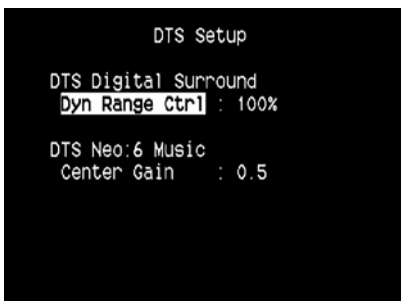 DTS Setup
DTS Digital Surround
Dyn Range Ctrl : 100%
DTS Neo:6 Music
Center Gain : 0.5